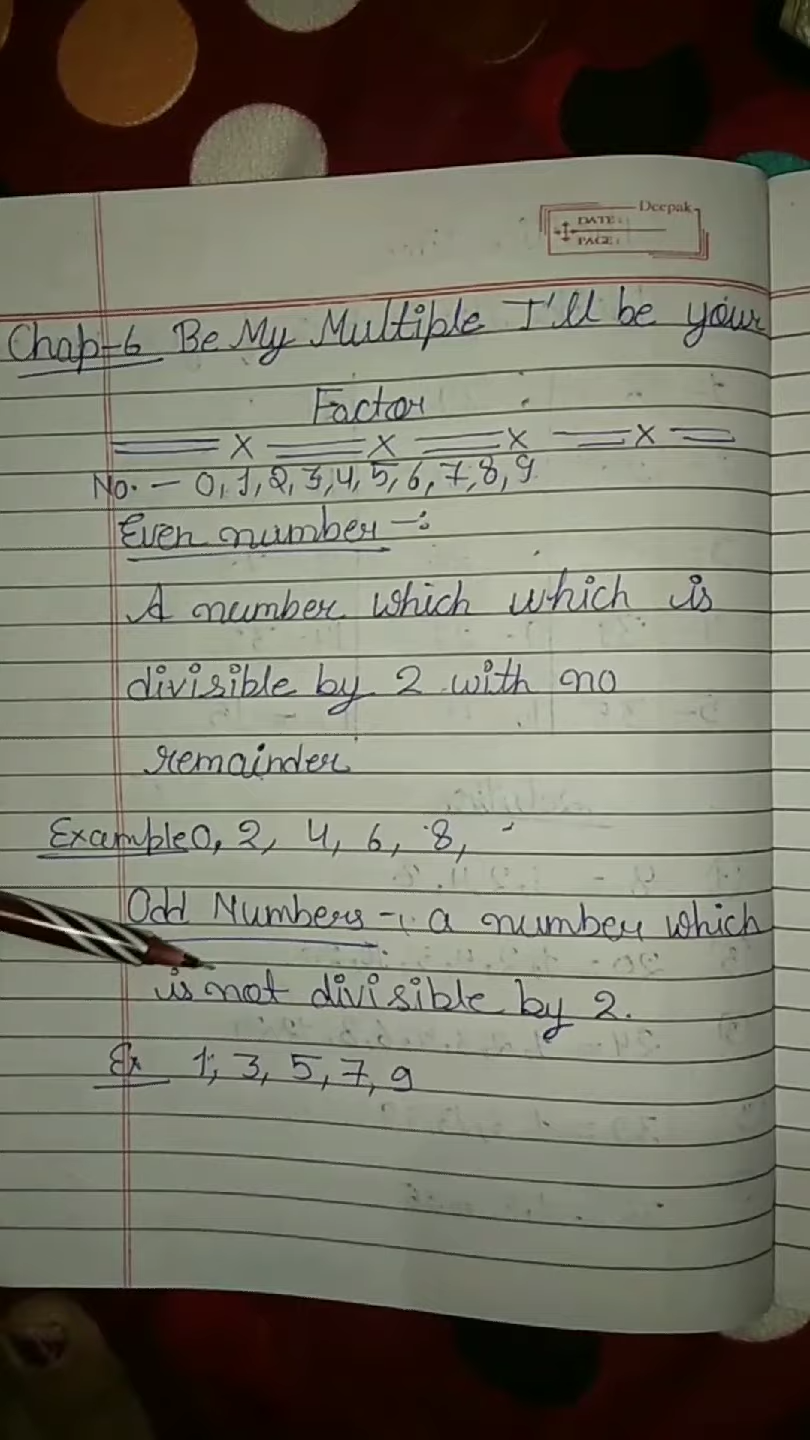 Deepak
DATE:
PAGE:
Chap-6 Be My Multiple I'll be your
Factor
No. - 0, 1, 2, 3, 4, 5, 6, 7, 8, 9
Even number -:
A number which which is
divisible by 2 with no
remainder
Example 0, 2, 4, 6, 8,
Odd Numbers -: a number which
is not divisible by 2.
Ex 1, 3, 5, 7, 9